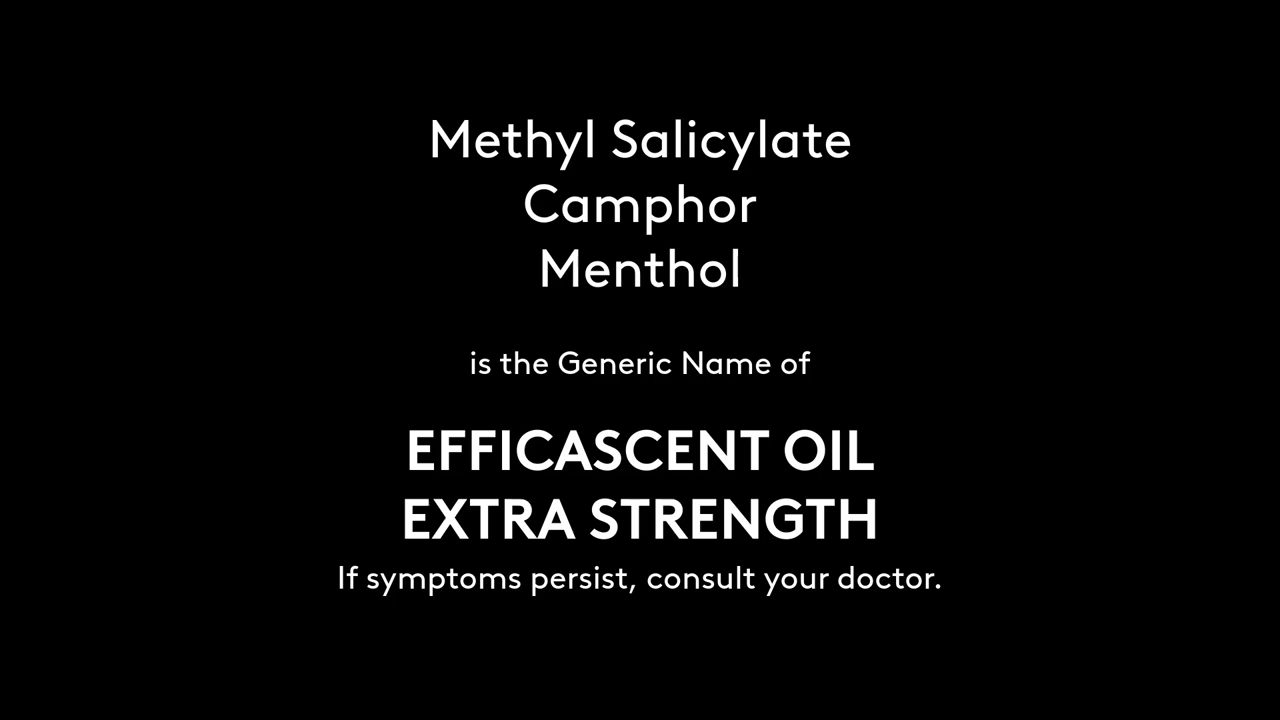 Methyl Salicylate
Camphor
Menthol
is the Generic Name of
EFFICASCENT OIL
EXTRA STRENGTH
If symptoms persist, consult your doctor.